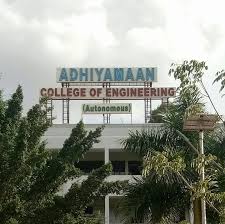 ADHIYAMAAN
COLLEGE OF ENGINEERING
(Autonomous)